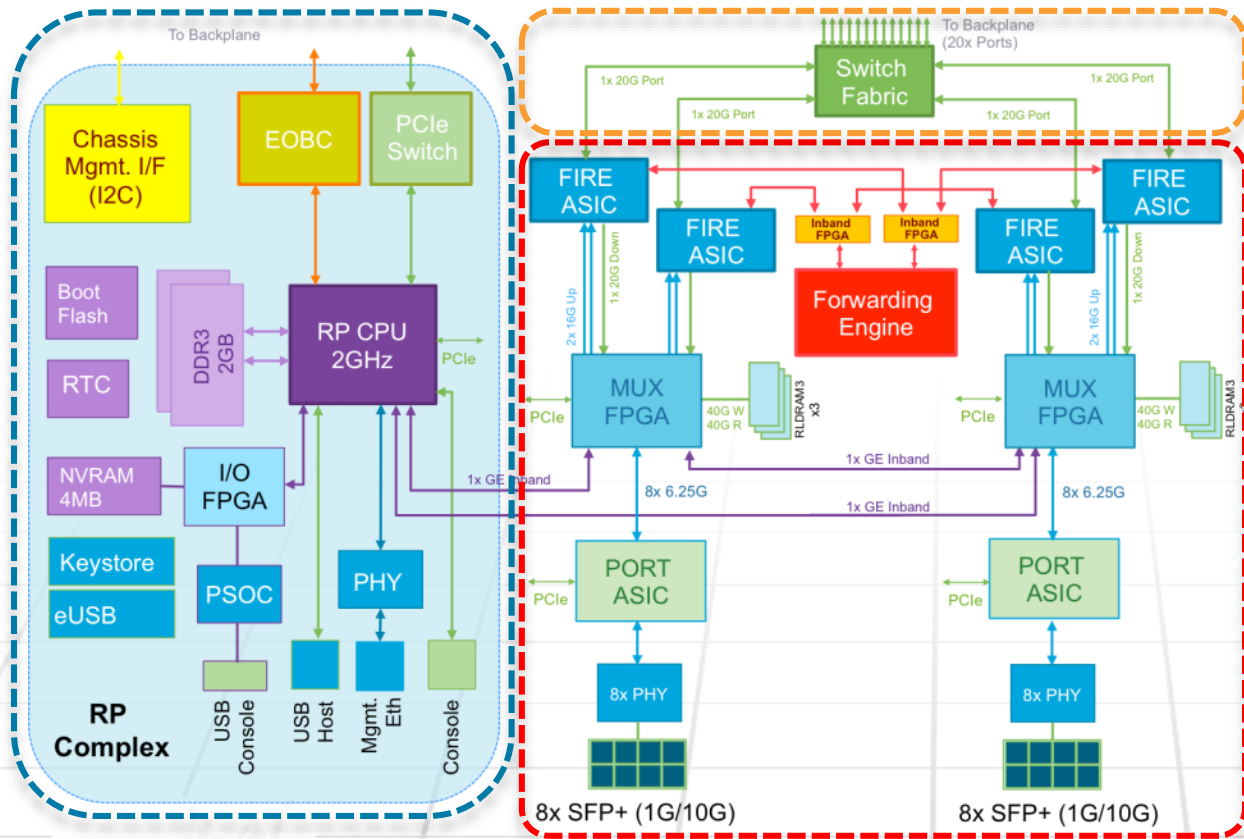 To Backplane
Chassis
Mgmt. I/F
(I2C)
EOBC
PCIe
Switch
Boot
Flash
DDR3
2GB
RP CPU
2GHz
PCIe
RTC
NVRAM
4MB
I/O
FPGA
Keystore
eUSB
PSOC
PHY
RP
Complex
USB
Console
USB
Host
Mgmt.
Eth
Console
To Backplane
(20x Ports)
Switch
Fabric
1x 20G Port
1x 20G Port
1x 20G Port
1x 20G Port
FIRE
ASIC
FIRE
ASIC
Inband
FPGA
Inband
FPGA
FIRE
ASIC
FIRE
ASIC
Forwarding
Engine
2x 16G Up
1x 20G Down
2x 16G Up
1x 20G Down
PCIe
MUX
FPGA
40G W
40G R
RLDRAM3
x3
PCIe
MUX
FPGA
40G W
40G R
RLDRAM3
1x GE Inband
1x GE Inband
1x GE Inband
8x 6.25G
8x 6.25G
PCIe
PORT
ASIC
PCIe
PORT
ASIC
8x PHY
8x PHY
8x SFP+ (1G/10G)
8x SFP+ (1G/10G)